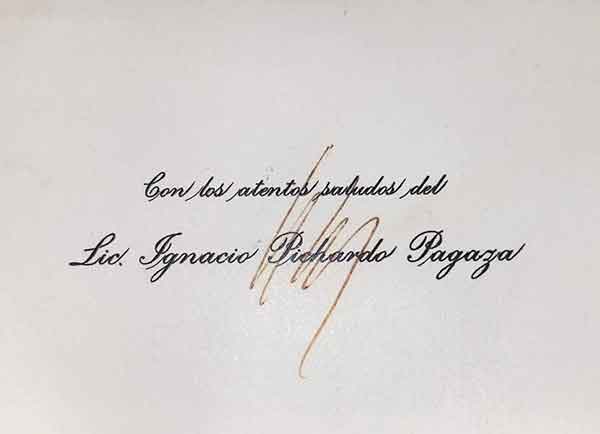 Con los atentos saludos del
Lic. Ignacio Pichardo Pagaza